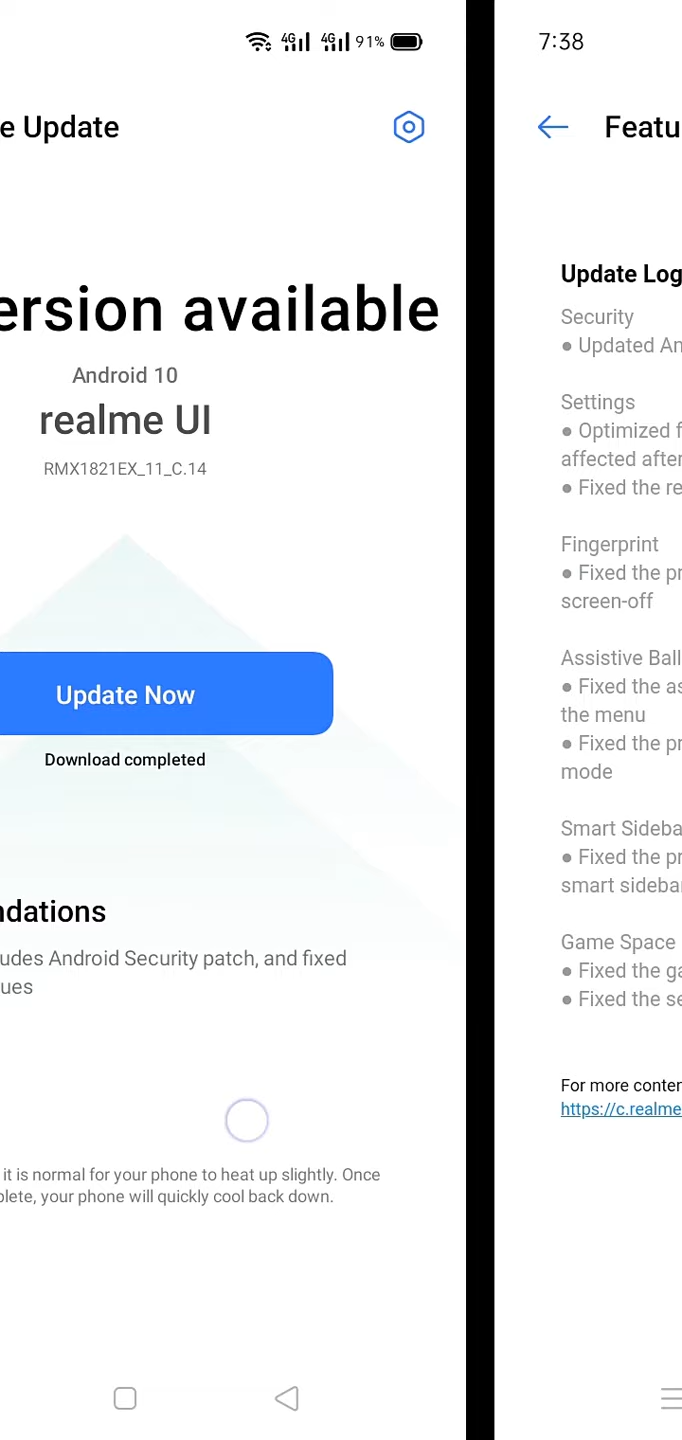 4G 4G 91%
e Update
ersion available
Android 10
realme UI
RMX1821EX_11_C.14
Update Now
Download completed
ndations
udes Android Security patch, and fixed
ues
it is normal for your phone to heat up slightly. Once
plete, your phone will quickly cool back down.
7:38
Featu
Update Log
Security
● Updated An
Settings
● Optimized f
affected after
● Fixed the re
Fingerprint
● Fixed the pr
screen-off
Assistive Ball
● Fixed the as
the menu
● Fixed the pr
mode
Smart Sideba
● Fixed the pr
smart sidebar
Game Space
● Fixed the ga
● Fixed the se
For more conten
https://c.realme